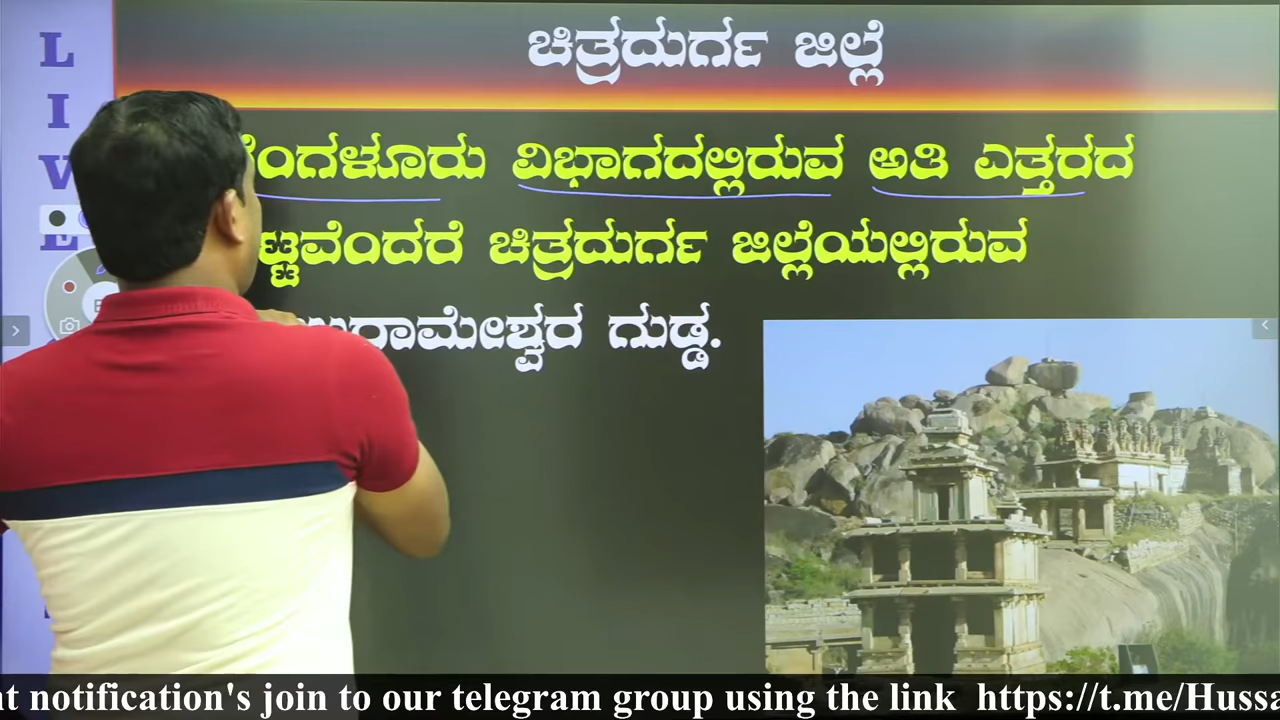 ಚಿತ್ರದುರ್ಗ ಜಿಲ್ಲೆ
L
I
V
E
ವಿಭಾಗದಲ್ಲಿರುವ ಅತಿ ಎತ್ತರದ
ಚಿತ್ರದುರ್ಗ ಜಿಲ್ಲೆಯಲ್ಲಿರುವ
ಗುಡ್ಡ.
notification's join to our telegram group using the link https://t.me/Hussa